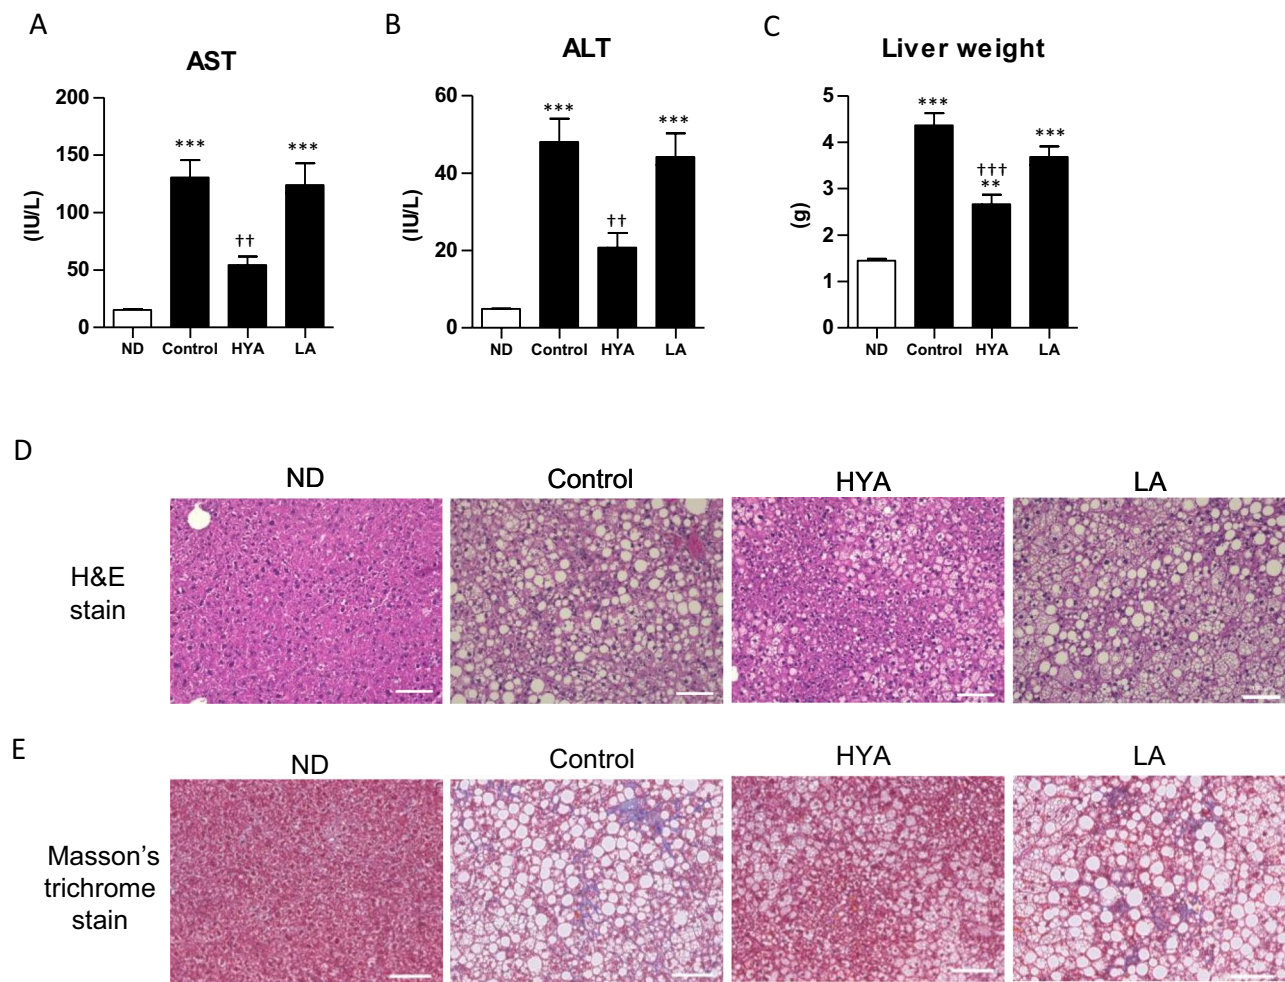 A
AST
200
150
100
50
0
(IU/L)
***
††
***
ND Control HYA LA
B
ALT
60
40
20
0
(IU/L)
***
††
***
ND Control HYA LA
C
Liver weight
5
4
3
2
1
0
(g)
***
†††
**
***
ND Control HYA LA
D
ND Control HYA LA
H&E
stain
E
ND Control HYA LA
Masson’s
trichrome
stain